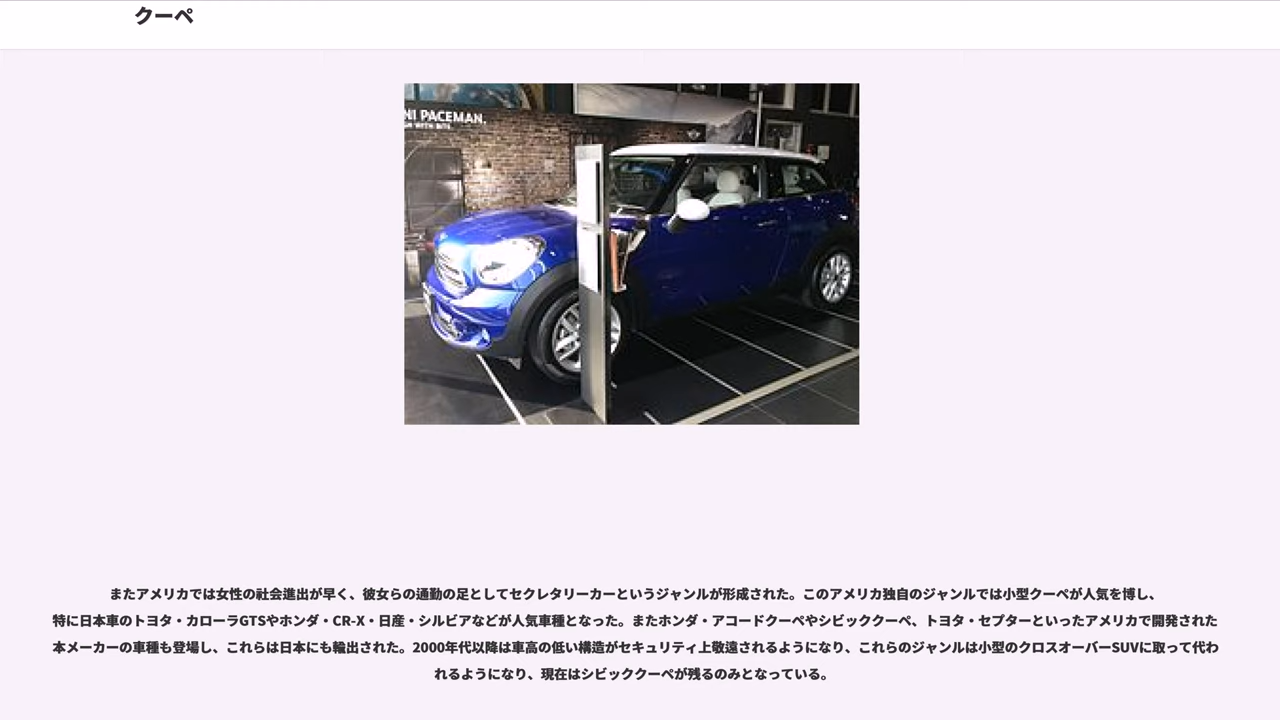 クーペ
NI PACEMAN.
WITH BITE.
またアメリカでは女性の社会進出が早く、彼女らの通勤の足としてセクレタリーカーというジャンルが形成された。このアメリカ独自のジャンルでは小型クーペが人気を博し、
特に日本車のトヨタ・カローラGTSやホンダ・CR-X・日産・シルビアなどが人気車種となった。またホンダ・アコードクーペやシビッククーペ、トヨタ・セプターといったアメリカで開発された
本メーカーの車種も登場し、これらは日本にも輸出された。2000年代以降は車高の低い構造がセキュリティ上敬遠されるようになり、これらのジャンルは小型のクロスオーバーSUVに取って代わ
れるようになり、現在はシビッククーペが残るのみとなっている。